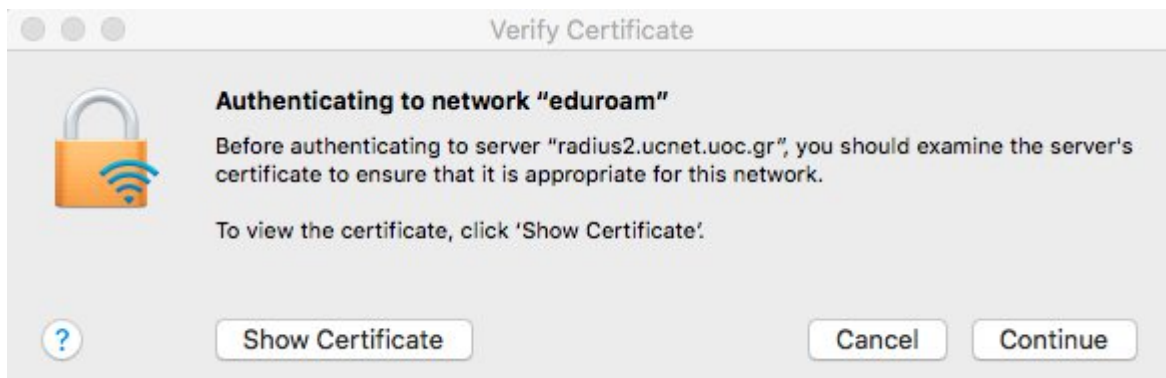 Verify Certificate
Authenticating to network “eduroam”
Before authenticating to server “radius2.ucnet.uoc.gr”, you should examine the server's
certificate to ensure that it is appropriate for this network.
To view the certificate, click ‘Show Certificate’.
?
Show Certificate
Cancel
Continue